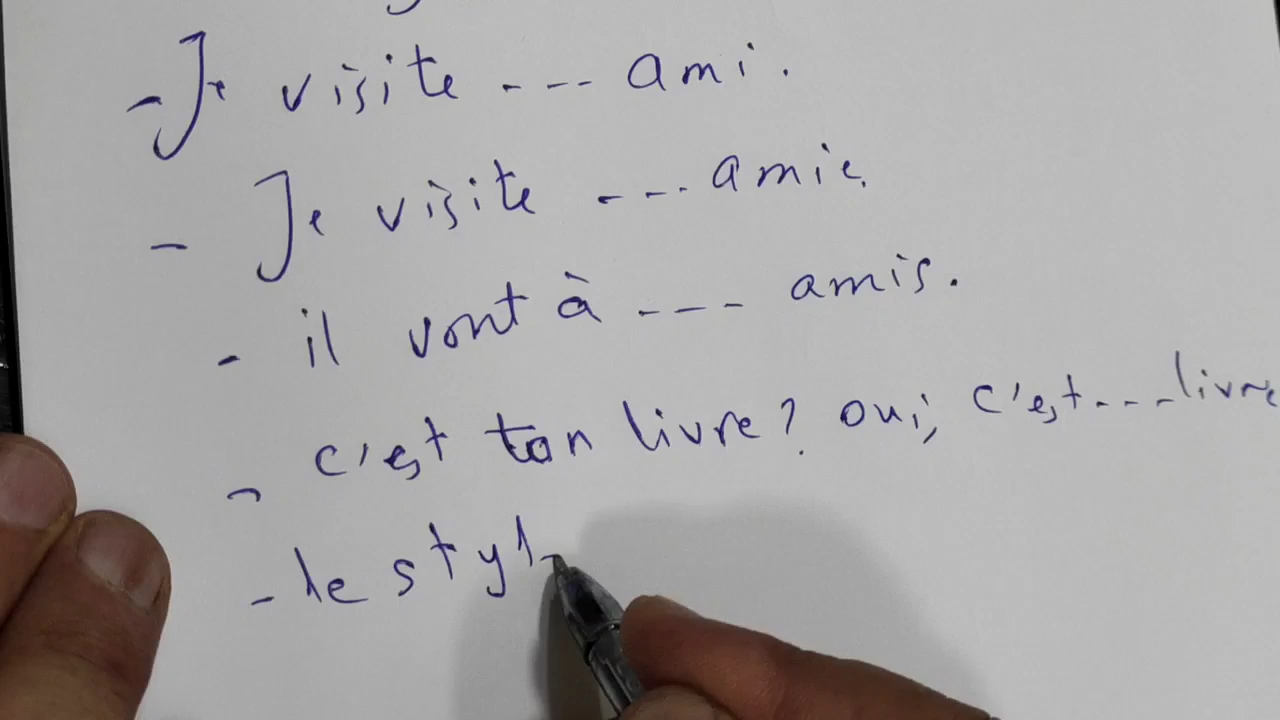 - Je visite --- ami.
- Je visite --- amie.
- il vont à --- amis.
- c'est ton livre? oui, c'est --- livre
- le styl